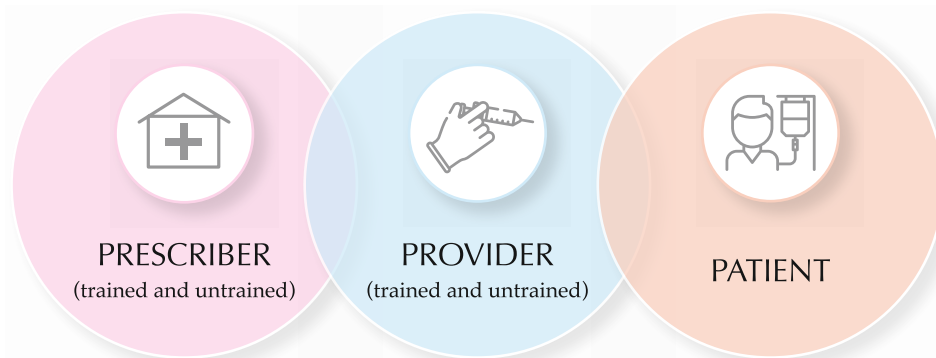 PRESCRIBER
(trained and untrained)
PROVIDER
(trained and untrained)
PATIENT